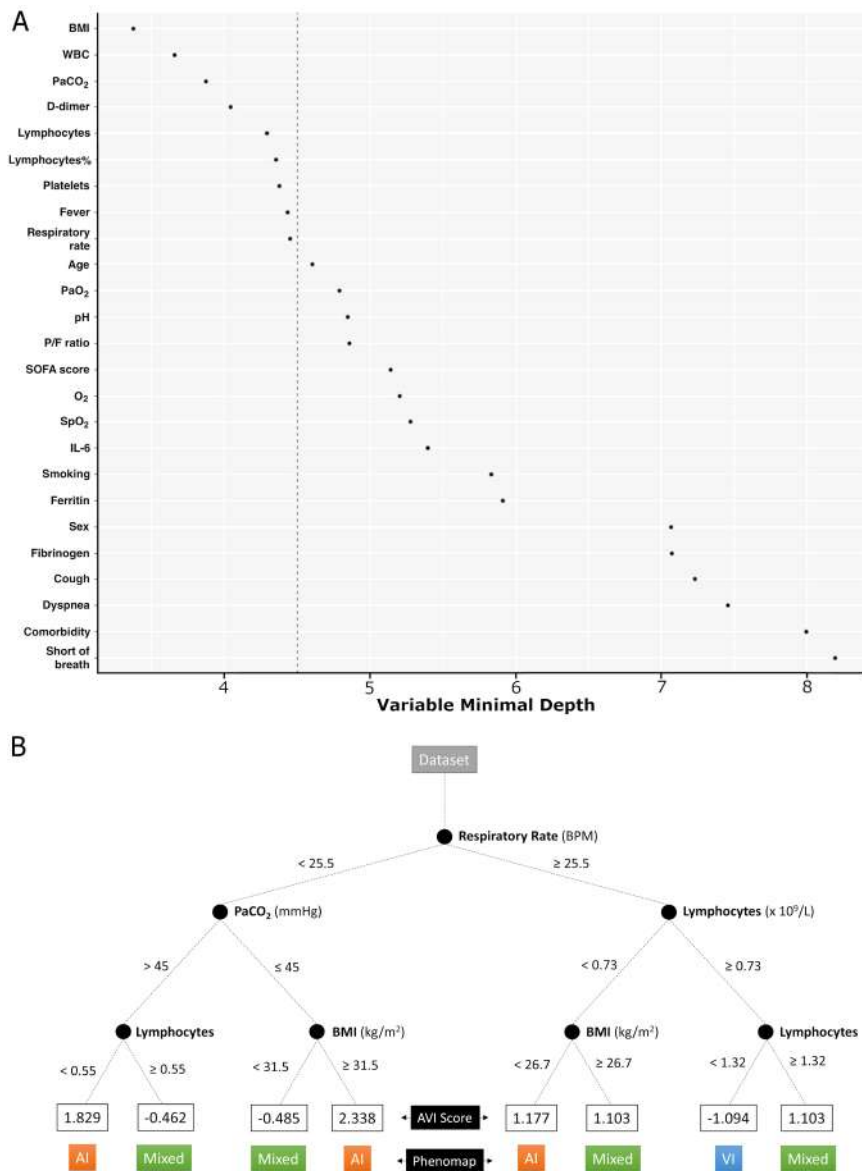 A
BMI
WBC
PaCO₂
D-dimer
Lymphocytes
Lymphocytes%
Platelets
Fever
Respiratory
rate
Age
PaO₂
pH
P/F ratio
SOFA score
O₂
SpO₂
IL-6
Smoking
Ferritin
Sex
Fibrinogen
Cough
Dyspnea
Comorbidity
Short of
breath
4 5 6 7 8
Variable Minimal Depth
B
Dataset
Respiratory Rate (BPM)
< 25.5 ≥ 25.5
PaCO₂ (mmHg) Lymphocytes (x 10⁹/L)
> 45 ≤ 45 < 0.73 ≥ 0.73
Lymphocytes BMI (kg/m²) BMI (kg/m²) Lymphocytes
< 0.55 ≥ 0.55 < 31.5 ≥ 31.5 < 26.7 ≥ 26.7 < 1.32 ≥ 1.32
1.829 -0.462 -0.485 2.338 AVI Score 1.177 1.103 -1.094 1.103
AI Mixed Mixed AI Phenomap AI Mixed VI Mixed